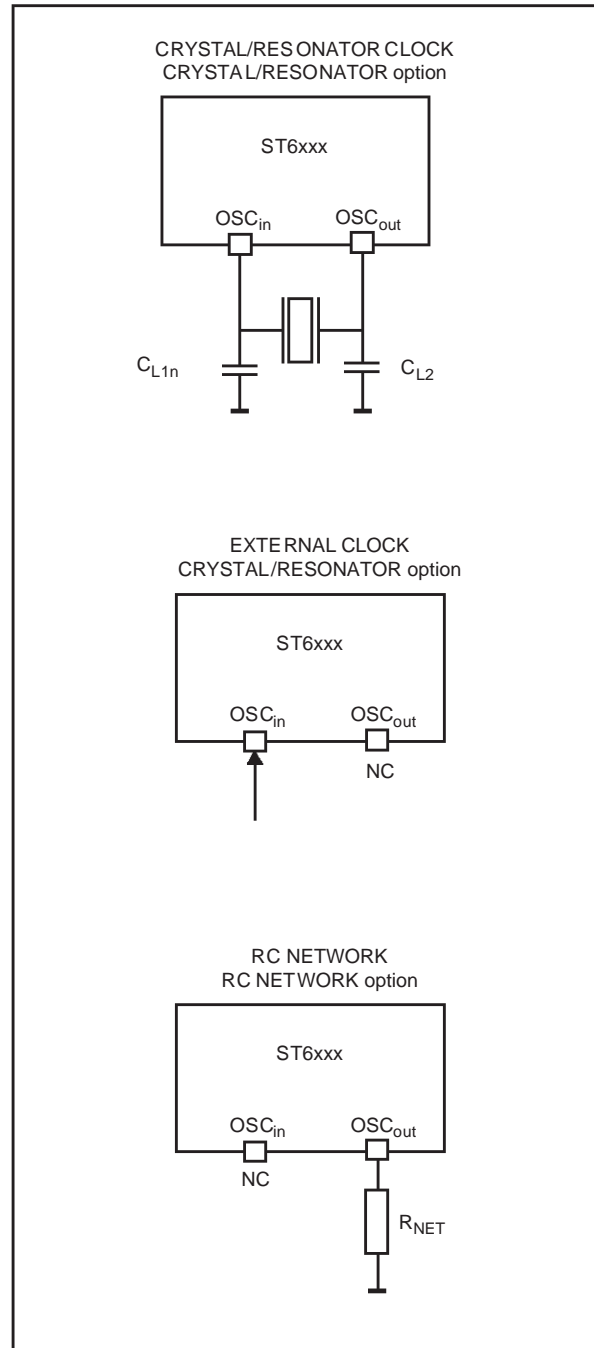 CRYSTAL/RESONATOR CLOCK
CRYSTAL/RESONATOR option
ST6xxx
OSCin OSCout
CL1n CL2
EXTERNAL CLOCK
CRYSTAL/RESONATOR option
ST6xxx
OSCin OSCout
NC
RC NETWORK
RC NETWORK option
ST6xxx
OSCin OSCout
NC
RNET